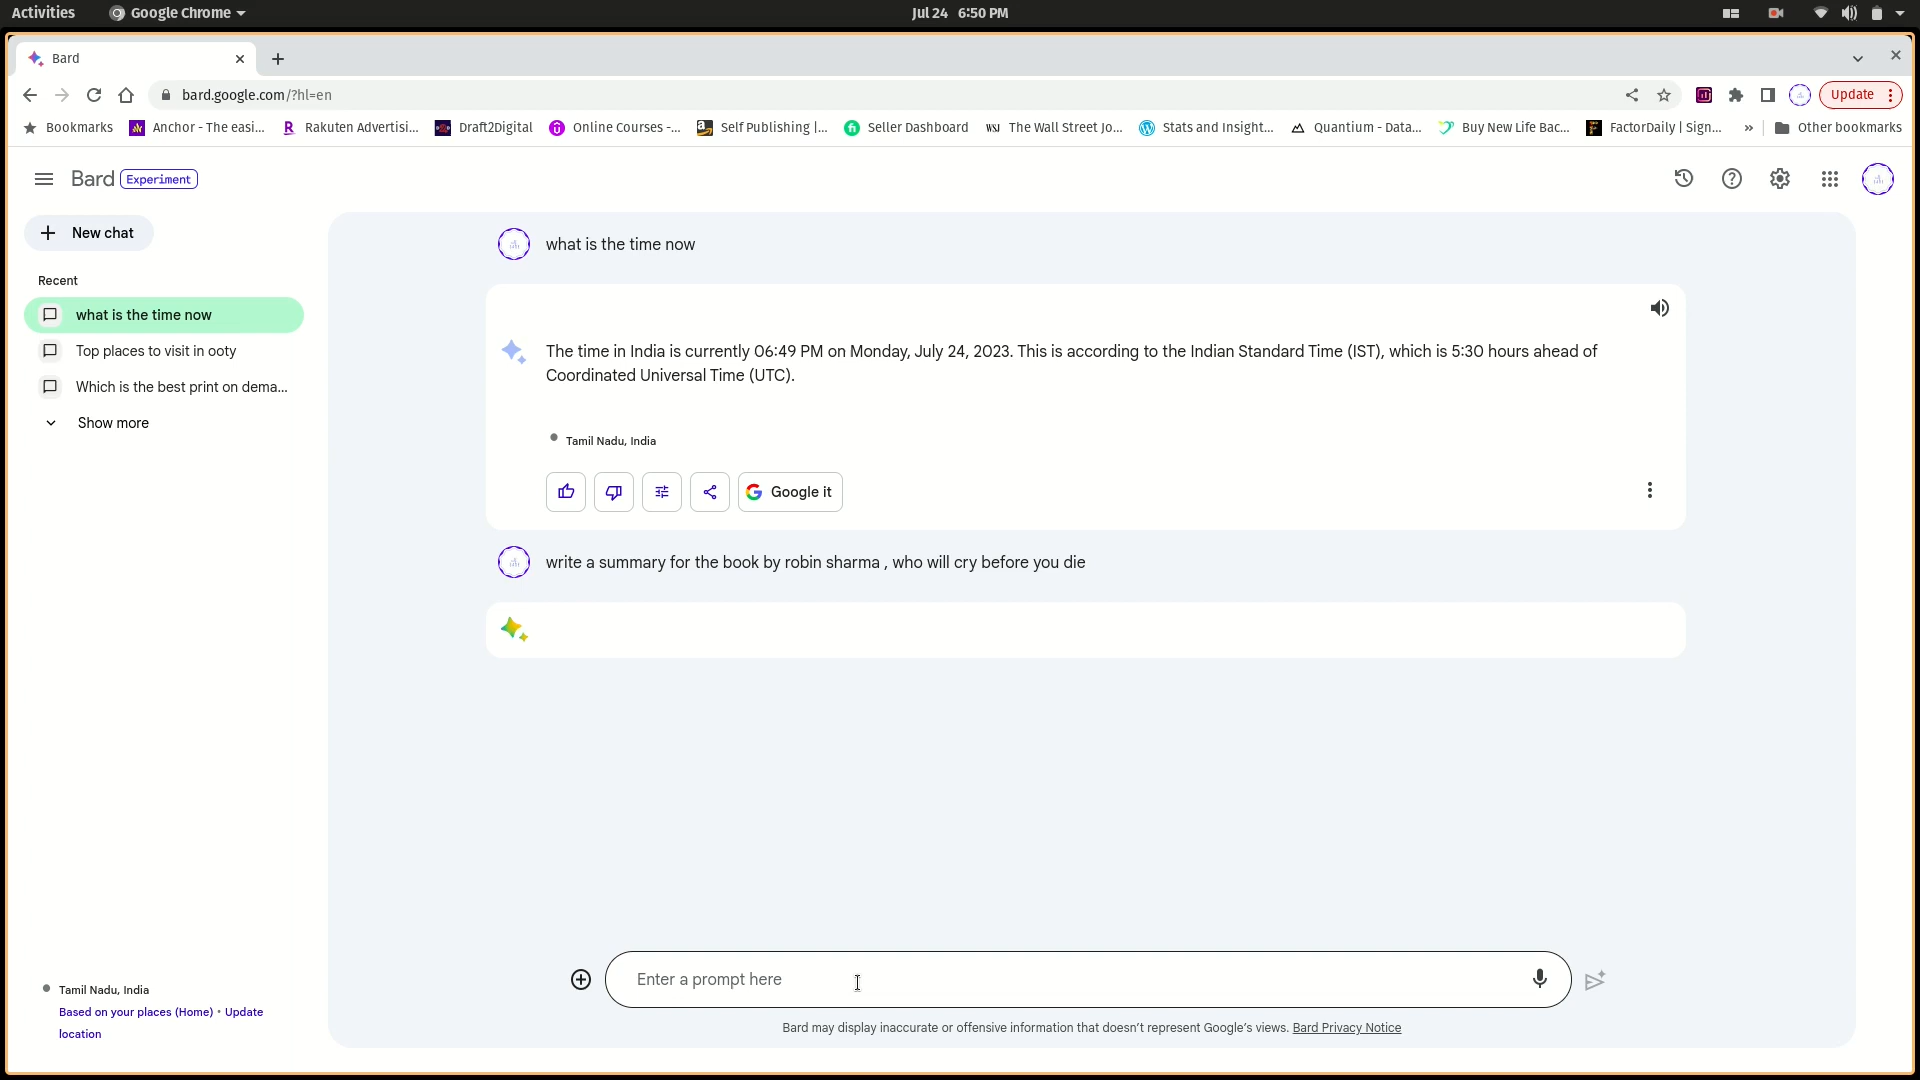 Activities
Google Chrome
Jul 24 6:50 PM
Bard
bard.google.com/?hl=en
Update
Bookmarks
Anchor - The easi...
Rakuten Advertisi...
Draft2Digital
Online Courses -...
Self Publishing |...
Seller Dashboard
WSJ
The Wall Street Jo...
Stats and Insight...
Quantium - Data...
Buy New Life Bac...
FactorDaily | Sign...
»
Other bookmarks
Bard Experiment
New chat
Recent
what is the time now
Top places to visit in ooty
Which is the best print on dema...
Show more
what is the time now
The time in India is currently 06:49 PM on Monday, July 24, 2023. This is according to the Indian Standard Time (IST), which is 5:30 hours ahead of
Coordinated Universal Time (UTC).
Tamil Nadu, India
Google it
write a summary for the book by robin sharma , who will cry before you die
Enter a prompt here
Bard may display inaccurate or offensive information that doesn't represent Google's views. Bard Privacy Notice
Tamil Nadu, India
Based on your places (Home) • Update
location